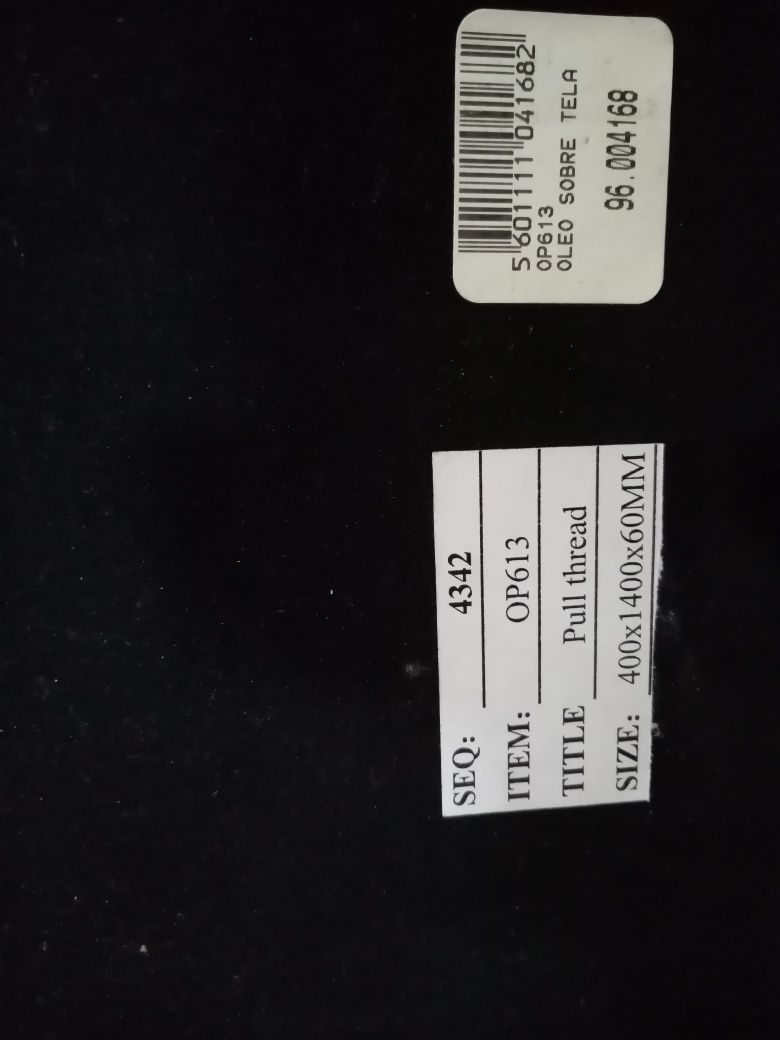 5 601111 041682
OP613
OLEO SOBRE TELA
96.004168
SEQ: 4342
ITEM: OP613
TITLE Pull thread
SIZE: 400x1400x60MM